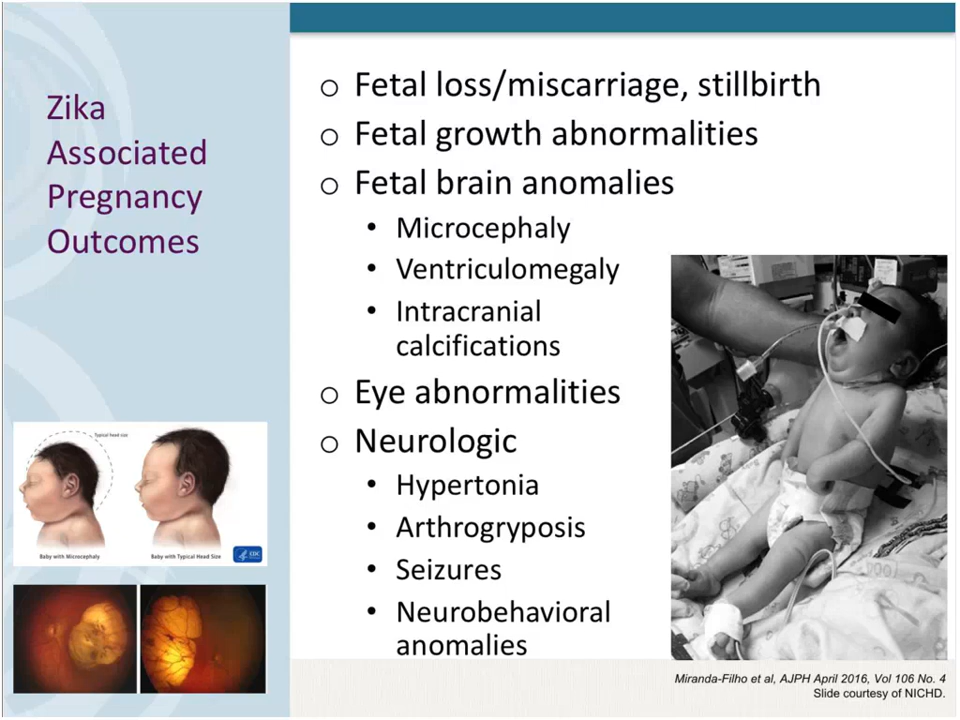 Zika
Associated
Pregnancy
Outcomes
o Fetal loss/miscarriage, stillbirth
o Fetal growth abnormalities
o Fetal brain anomalies
• Microcephaly
• Ventriculomegaly
• Intracranial
calcifications
o Eye abnormalities
o Neurologic
• Hypertonia
• Arthrogryposis
• Seizures
• Neurobehavioral
anomalies
Typical head size
Baby with Microcephaly
Baby with Typical Head Size
CDC
Miranda-Filho et al, AJPH April 2016, Vol 106 No. 4
Slide courtesy of NICHD.